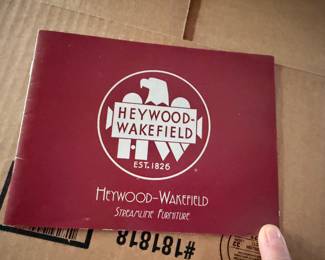 HEYWOOD-
WAKEFIELD
HW
EST. 1826
HEYWOOD-WAKEFIELD
STREAMLINE FURNITURE
#181818